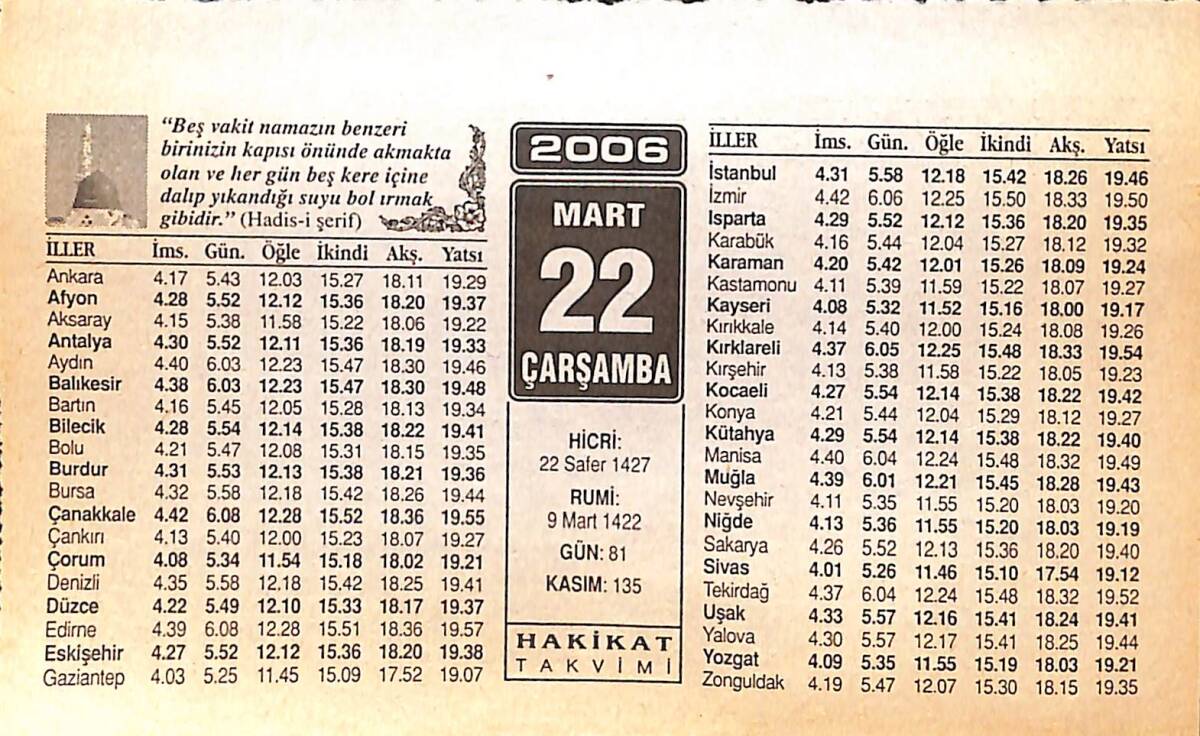 “Beş vakit namazın benzeri
birinizin kapısı önünde akmakta
olan ve her gün beş kere içine
dalıp yıkandığı suyu bol ırmak
gibidir.” (Hadis-i şerif)
İLLER İms. Gün. Öğle İkindi Akş. Yatsı
Ankara 4.17 5.43 12.03 15.27 18.11 19.29
Afyon 4.28 5.52 12.12 15.36 18.20 19.37
Aksaray 4.15 5.38 11.58 15.22 18.06 19.22
Antalya 4.30 5.52 12.11 15.36 18.19 19.33
Aydın 4.40 6.03 12.23 15.47 18.30 19.46
Balıkesir 4.38 6.03 12.23 15.47 18.30 19.48
Bartın 4.16 5.45 12.05 15.28 18.13 19.34
Bilecik 4.28 5.54 12.14 15.38 18.22 19.41
Bolu 4.21 5.47 12.08 15.31 18.15 19.35
Burdur 4.31 5.53 12.13 15.38 18.21 19.36
Bursa 4.32 5.58 12.18 15.42 18.26 19.44
Çanakkale 4.42 6.08 12.28 15.52 18.36 19.55
Çankırı 4.13 5.40 12.00 15.23 18.07 19.27
Çorum 4.08 5.34 11.54 15.18 18.02 19.21
Denizli 4.35 5.58 12.18 15.42 18.25 19.41
Düzce 4.22 5.49 12.10 15.33 18.17 19.37
Edirne 4.39 6.08 12.28 15.51 18.36 19.57
Eskişehir 4.27 5.52 12.12 15.36 18.20 19.38
Gaziantep 4.03 5.25 11.45 15.09 17.52 19.07
2006
MART
22
ÇARŞAMBA
HİCRİ:
22 Safer 1427
RUMİ:
9 Mart 1422
GÜN: 81
KASIM: 135
HAKİKAT
TAKVİMİ
İLLER İms. Gün. Öğle İkindi Akş. Yatsı
İstanbul 4.31 5.58 12.18 15.42 18.26 19.46
İzmir 4.42 6.06 12.25 15.50 18.33 19.50
Isparta 4.29 5.52 12.12 15.36 18.20 19.35
Karabük 4.16 5.44 12.04 15.27 18.12 19.32
Karaman 4.20 5.42 12.01 15.26 18.09 19.24
Kastamonu 4.11 5.39 11.59 15.22 18.07 19.27
Kayseri 4.08 5.32 11.52 15.16 18.00 19.17
Kırıkkale 4.14 5.40 12.00 15.24 18.08 19.26
Kırklareli 4.37 6.05 12.25 15.48 18.33 19.54
Kırşehir 4.13 5.38 11.58 15.22 18.05 19.23
Kocaeli 4.27 5.54 12.14 15.38 18.22 19.42
Konya 4.21 5.44 12.04 15.29 18.12 19.27
Kütahya 4.29 5.54 12.14 15.38 18.22 19.40
Manisa 4.40 6.04 12.24 15.48 18.32 19.49
Muğla 4.39 6.01 12.21 15.45 18.28 19.43
Nevşehir 4.11 5.35 11.55 15.20 18.03 19.20
Niğde 4.13 5.36 11.55 15.20 18.03 19.19
Sakarya 4.26 5.52 12.13 15.36 18.20 19.40
Sivas 4.01 5.26 11.46 15.10 17.54 19.12
Tekirdağ 4.37 6.04 12.24 15.48 18.32 19.52
Uşak 4.33 5.57 12.16 15.41 18.24 19.41
Yalova 4.30 5.57 12.17 15.41 18.25 19.44
Yozgat 4.09 5.35 11.55 15.19 18.03 19.21
Zonguldak 4.19 5.47 12.07 15.30 18.15 19.35